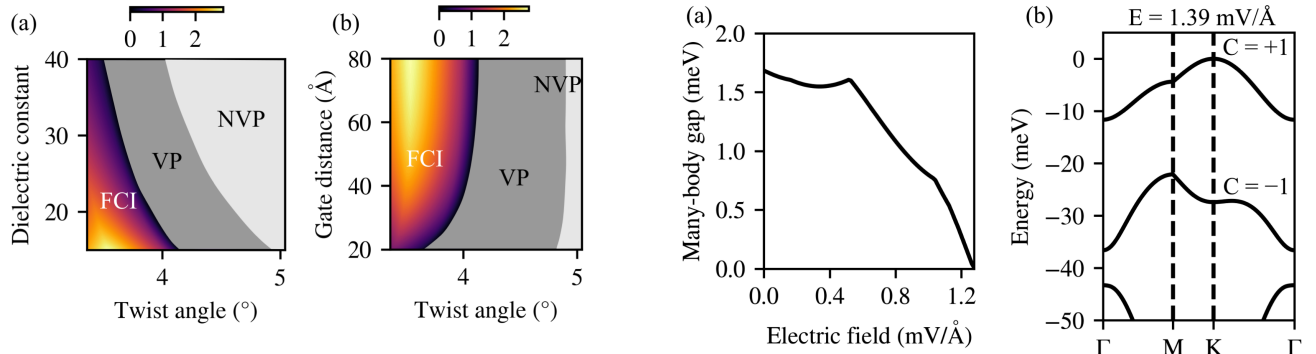 (a)
0 1 2
Dielectric constant
40
30
20
NVP
VP
FCI
4 5
Twist angle (°)
(b)
0 1 2
Gate distance (Å)
80
60
40
20
NVP
FCI
VP
4 5
Twist angle (°)
(a)
Many-body gap (meV)
2.0
1.5
1.0
0.5
0.0
0.0 0.4 0.8 1.2
Electric field (mV/Å)
(b)
E = 1.39 mV/Å
Energy (meV)
0
−10
−20
−30
−40
−50
C = +1
C = −1
Γ M K Γ